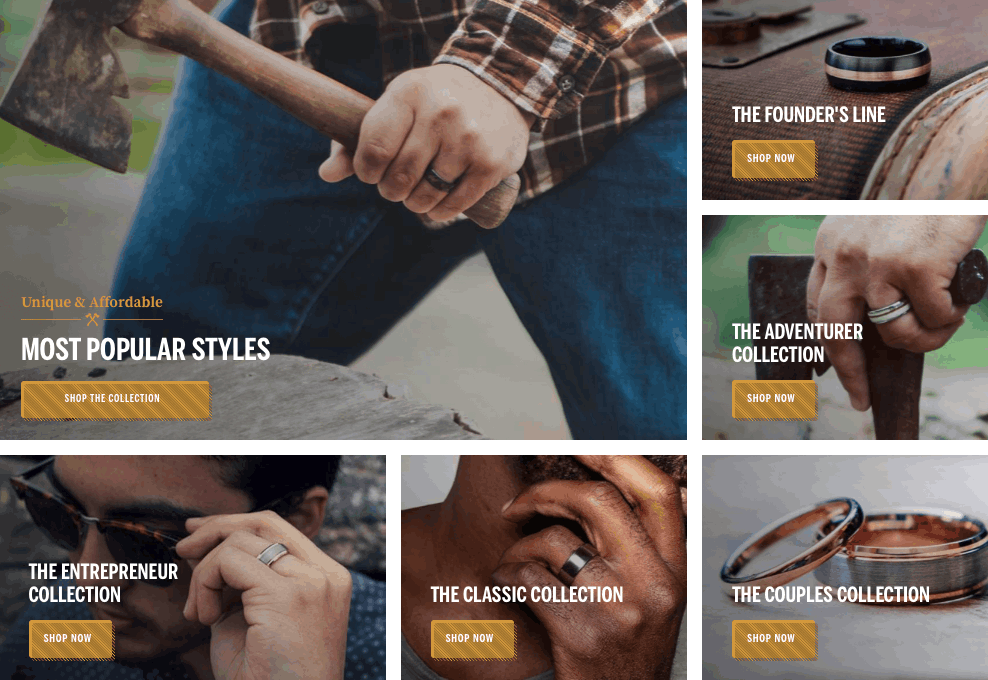 Unique & Affordable
MOST POPULAR STYLES
SHOP THE COLLECTION
THE FOUNDER'S LINE
SHOP NOW
THE ADVENTURER
COLLECTION
SHOP NOW
THE ENTREPRENEUR
COLLECTION
SHOP NOW
THE CLASSIC COLLECTION
SHOP NOW
THE COUPLES COLLECTION
SHOP NOW